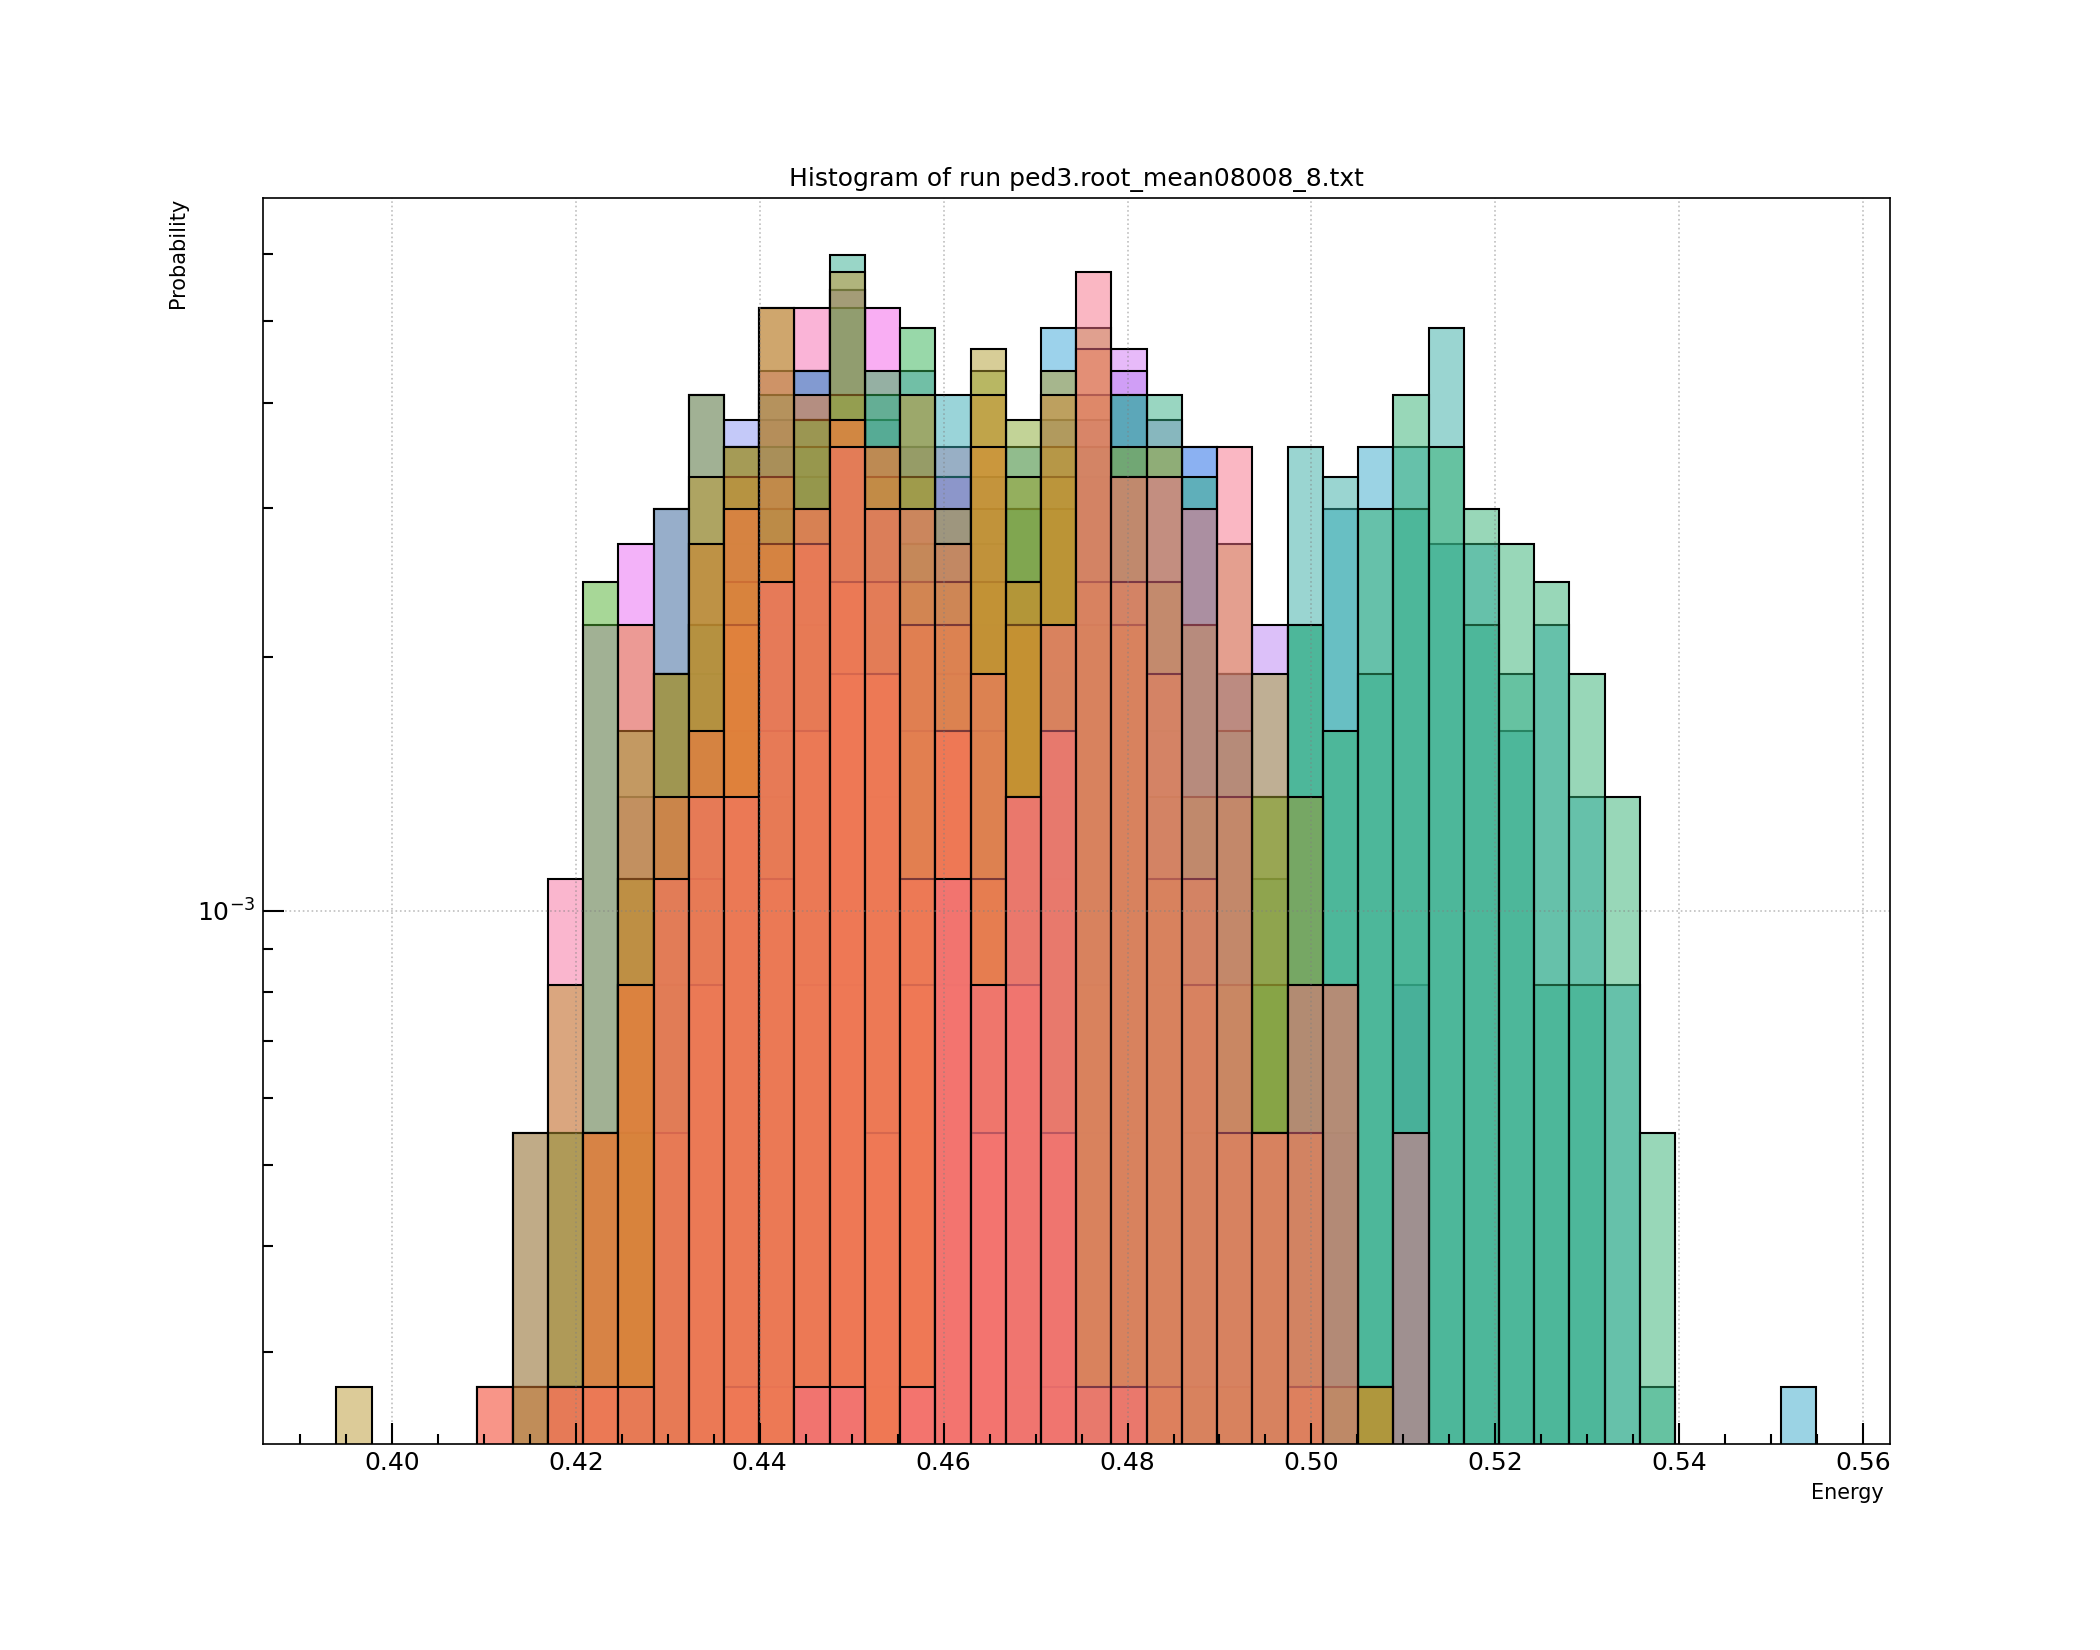 Histogram of run ped3.root_mean08008_8.txt
Probability
10⁻³
0.40 0.42 0.44 0.46 0.48 0.50 0.52 0.54 0.56
Energy